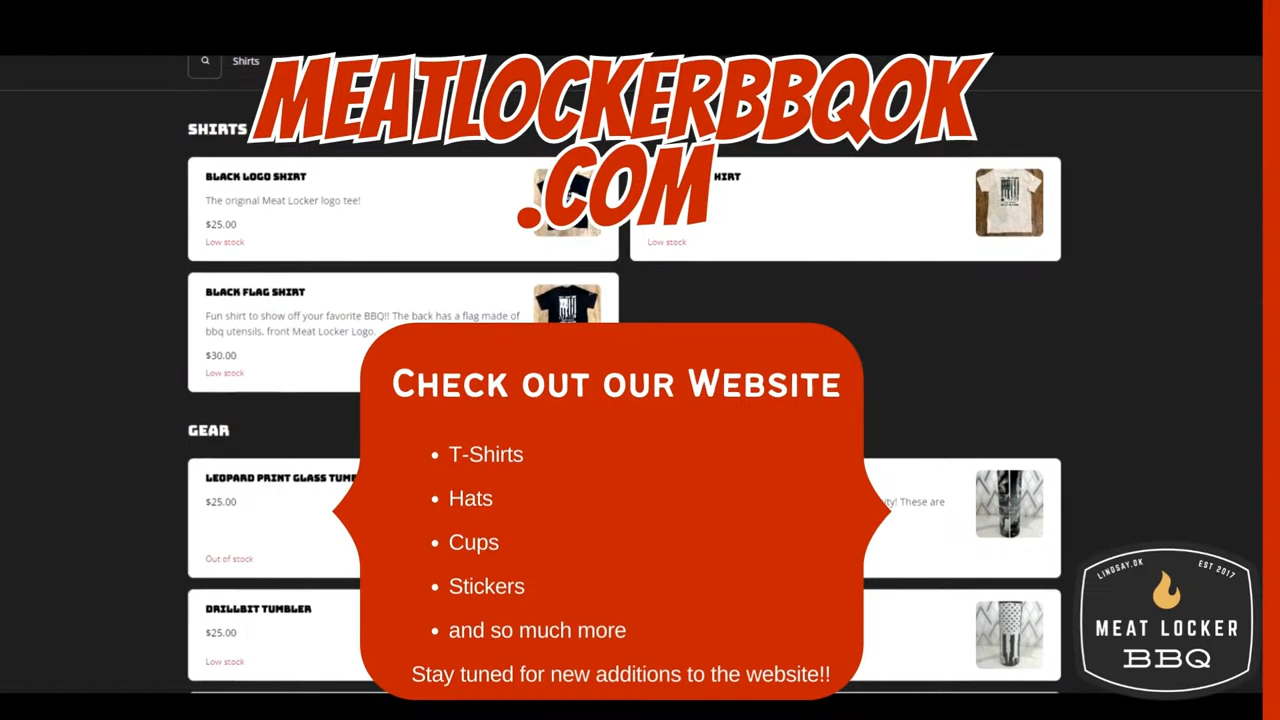 Shirts
MEATLOCKERBBQOK
.COM
SHIRTS
BLACK LOGO SHIRT
The original Meat Locker logo tee!
$25.00
Low stock
HIRT
Low stock
BLACK FLAG SHIRT
Fun shirt to show off your favorite BBQ!! The back has a flag made of
bbq utensils, front Meat Locker Logo.
$30.00
Low stock
Check out our Website
• T-Shirts
• Hats
• Cups
• Stickers
• and so much more
Stay tuned for new additions to the website!!
GEAR
LEOPARD PRINT GLASS TUMB
$25.00
Out of stock
ity! These are
DRILLBIT TUMBLER
$25.00
Low stock
LINDSAY, OK
EST 2017
MEAT LOCKER
BBQ